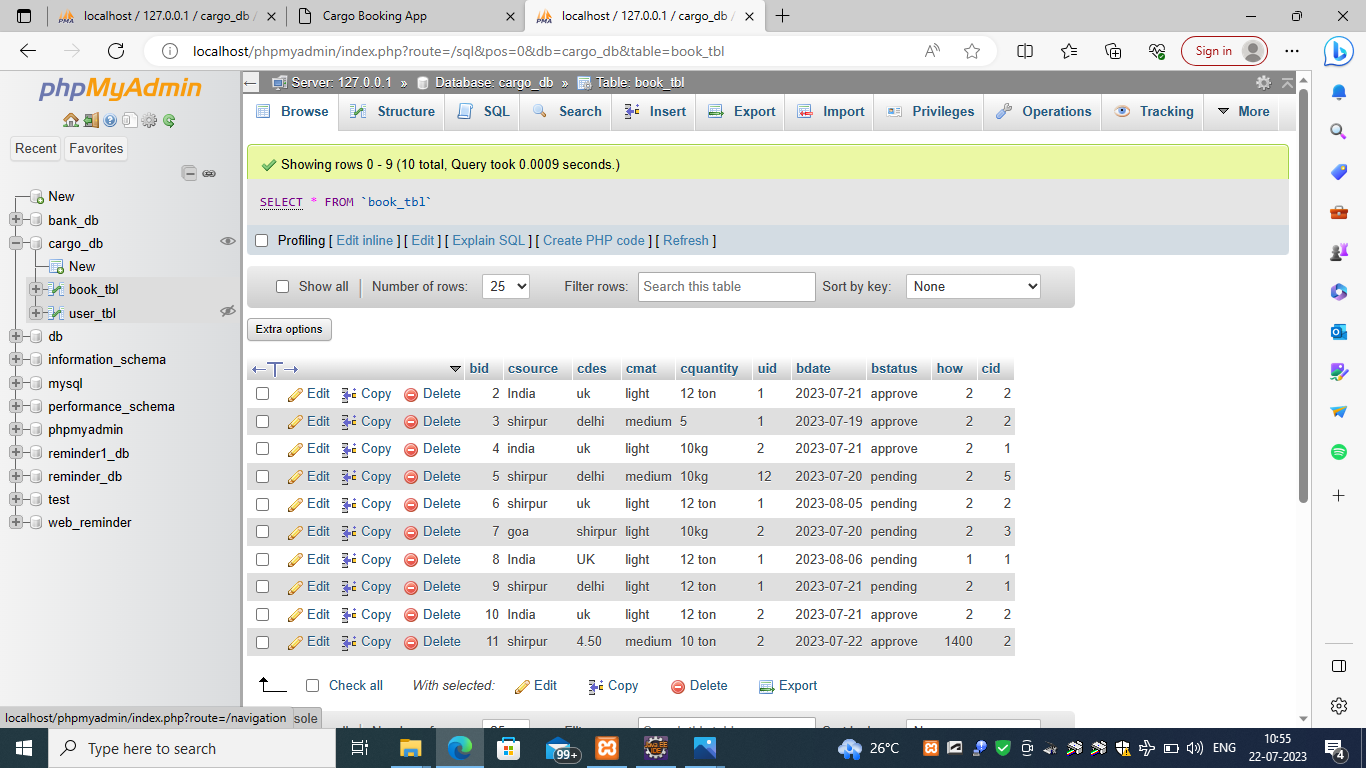 localhost / 127.0.0.1 / cargo_db /
Cargo Booking App
localhost / 127.0.0.1 / cargo_db /
localhost/phpmyadmin/index.php?route=/sql&pos=0&db=cargo_db&table=book_tbl
Sign in
phpMyAdmin
Server: 127.0.0.1 » Database: cargo_db » Table: book_tbl
Browse Structure SQL Search Insert Export Import Privileges Operations Tracking More
Recent Favorites
New
bank_db
cargo_db
New
book_tbl
user_tbl
db
information_schema
mysql
performance_schema
phpmyadmin
reminder1_db
reminder_db
test
web_reminder
Showing rows 0 - 9 (10 total, Query took 0.0009 seconds.)
SELECT * FROM `book_tbl`
Profiling [ Edit inline ] [ Edit ] [ Explain SQL ] [ Create PHP code ] [ Refresh ]
Show all Number of rows: 25 Filter rows: Search this table Sort by key: None
Extra options
bid csource cdes cmat cquantity uid bdate bstatus how cid
Edit Copy Delete 2 India uk light 12 ton 1 2023-07-21 approve 2 2
Edit Copy Delete 3 shirpur delhi medium 5 1 2023-07-19 approve 2 2
Edit Copy Delete 4 india uk light 10kg 2 2023-07-21 approve 2 1
Edit Copy Delete 5 shirpur delhi medium 10kg 12 2023-07-20 pending 2 5
Edit Copy Delete 6 shirpur uk light 12 ton 1 2023-08-05 pending 2 2
Edit Copy Delete 7 goa shirpur light 10kg 2 2023-07-20 pending 2 3
Edit Copy Delete 8 India UK light 12 ton 1 2023-08-06 pending 1 1
Edit Copy Delete 9 shirpur delhi light 12 ton 1 2023-07-21 pending 2 1
Edit Copy Delete 10 India uk light 12 ton 2 2023-07-21 approve 2 2
Edit Copy Delete 11 shirpur 4.50 medium 10 ton 2 2023-07-22 approve 1400 2
Check all With selected: Edit Copy Delete Export
localhost/phpmyadmin/index.php?route=/navigation sole
Type here to search
99+
26°C
ENG
10:55
22-07-2023
4